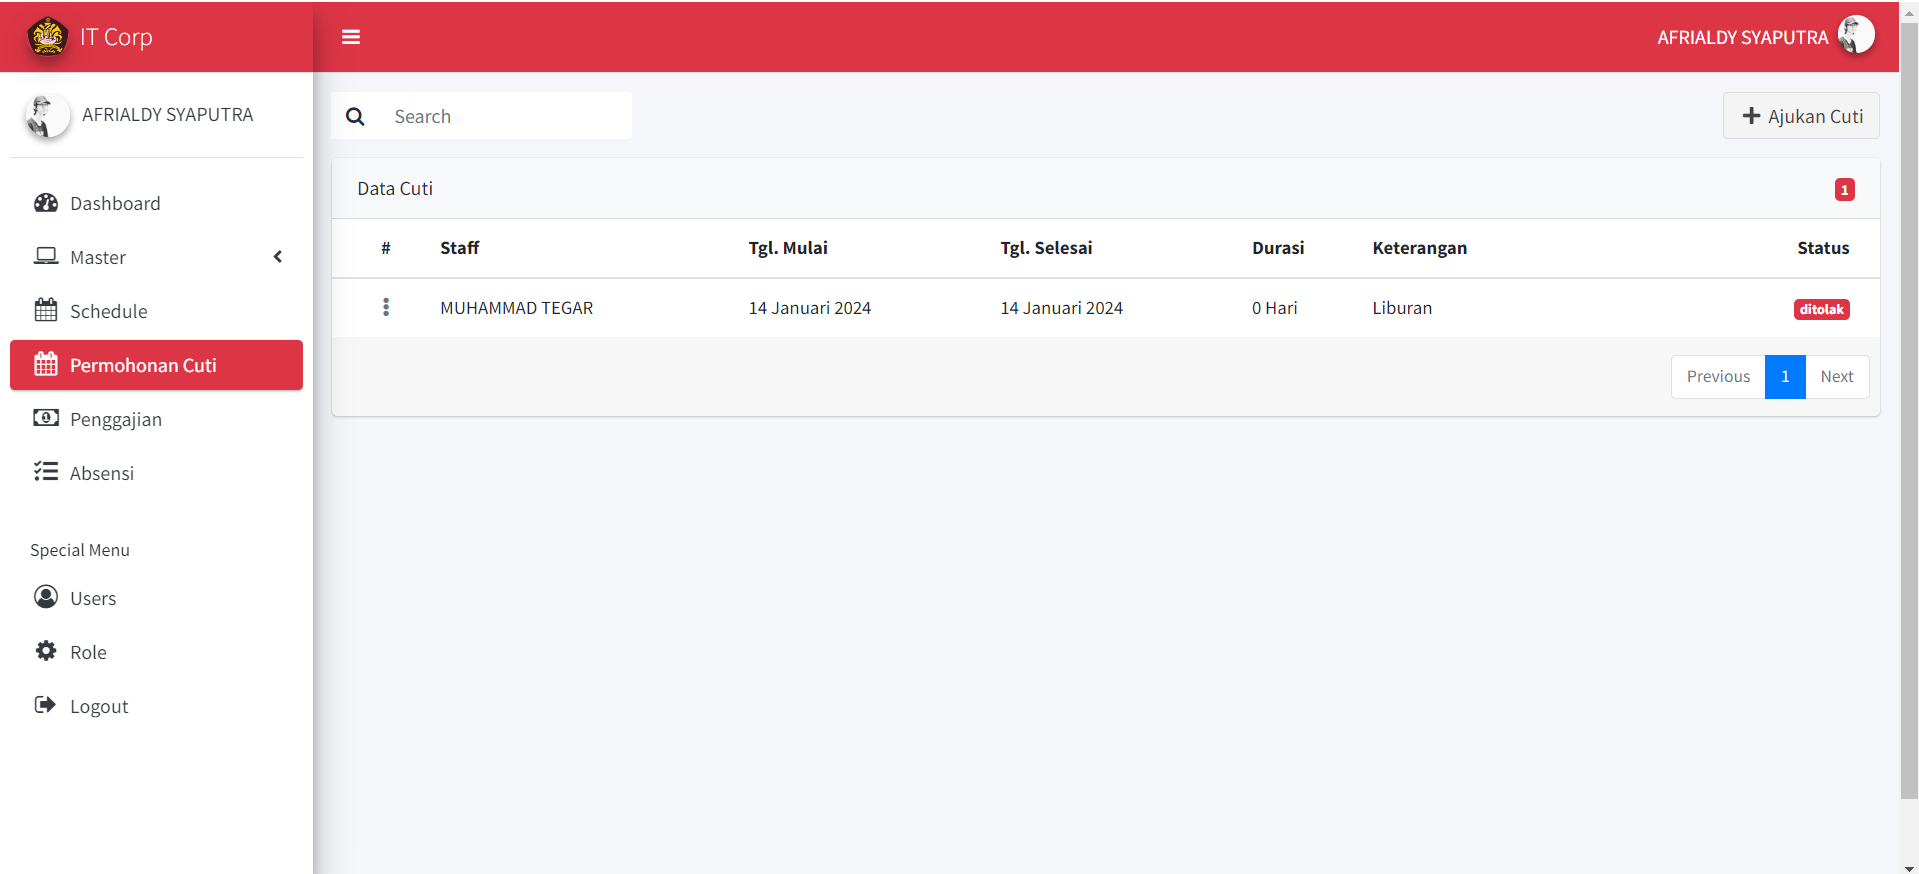 IT Corp
AFRIALDY SYAPUTRA
AFRIALDY SYAPUTRA
Dashboard
Master
Schedule
Permohonan Cuti
Penggajian
Absensi
Special Menu
Users
Role
Logout
Search
Ajukan Cuti
Data Cuti 1
# Staff Tgl. Mulai Tgl. Selesai Durasi Keterangan Status
MUHAMMAD TEGAR 14 Januari 2024 14 Januari 2024 0 Hari Liburan ditolak
Previous 1 Next